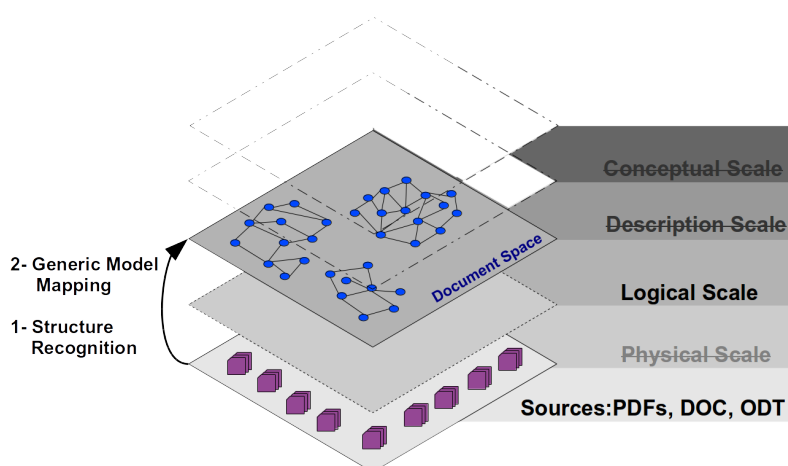 Conceptual Scale
Description Scale
Document Space
2- Generic Model
Mapping
Logical Scale
1- Structure
Recognition
Physical Scale
Sources:PDFs, DOC, ODT